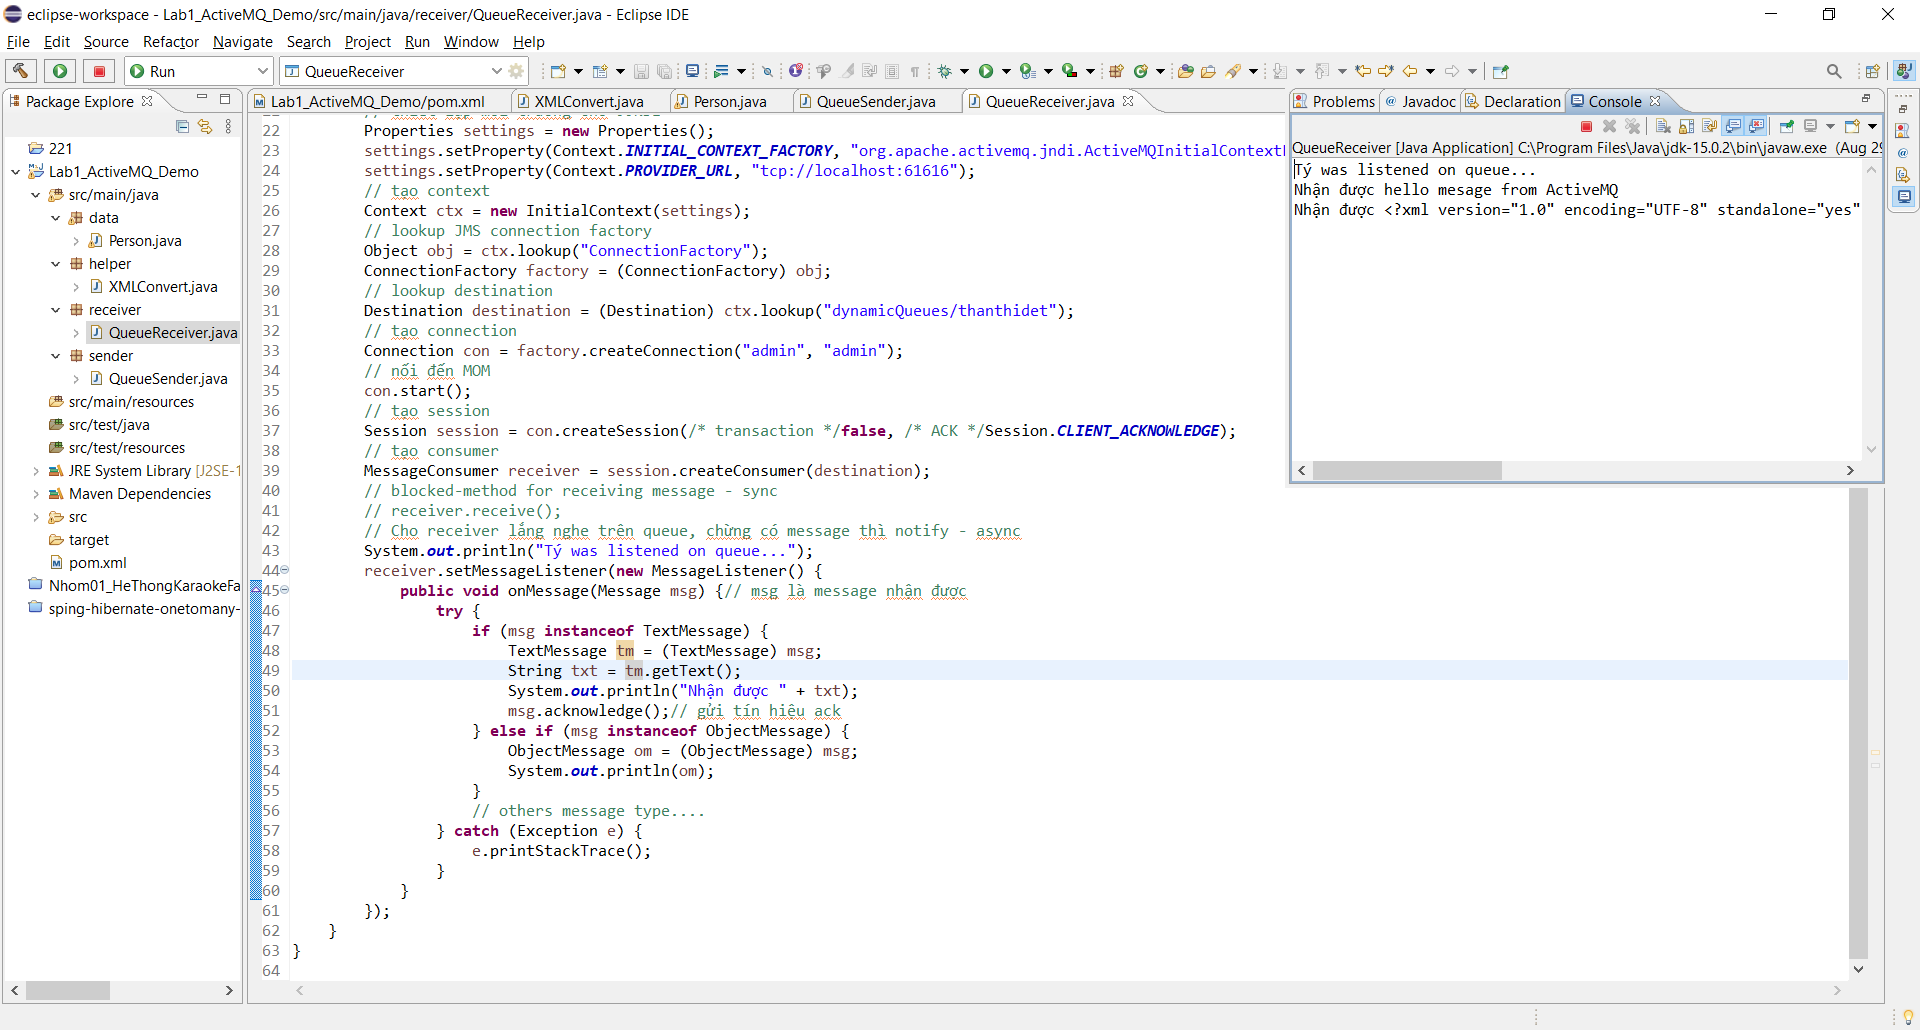 eclipse-workspace - Lab1_ActiveMQ_Demo/src/main/java/receiver/QueueReceiver.java - Eclipse IDE
File Edit Source Refactor Navigate Search Project Run Window Help
Run QueueReceiver
Package Explore
221
Lab1_ActiveMQ_Demo
src/main/java
data
Person.java
helper
XMLConvert.java
receiver
QueueReceiver.java
sender
QueueSender.java
src/main/resources
src/test/java
src/test/resources
JRE System Library [J2SE-1
Maven Dependencies
src
target
pom.xml
Nhom01_HeThongKaraokeFa
sping-hibernate-onetomany-
Lab1_ActiveMQ_Demo/pom.xml XMLConvert.java Person.java QueueSender.java QueueReceiver.java
22 Properties settings = new Properties();
23 settings.setProperty(Context.INITIAL_CONTEXT_FACTORY, "org.apache.activemq.jndi.ActiveMQInitialContextF
24 settings.setProperty(Context.PROVIDER_URL, "tcp://localhost:61616");
25 // tạo context
26 Context ctx = new InitialContext(settings);
27 // lookup JMS connection factory
28 Object obj = ctx.lookup("ConnectionFactory");
29 ConnectionFactory factory = (ConnectionFactory) obj;
30 // lookup destination
31 Destination destination = (Destination) ctx.lookup("dynamicQueues/thanthidet");
32 // tạo connection
33 Connection con = factory.createConnection("admin", "admin");
34 // nối đến MOM
35 con.start();
36 // tạo session
37 Session session = con.createSession(/* transaction */false, /* ACK */Session.CLIENT_ACKNOWLEDGE);
38 // tạo consumer
39 MessageConsumer receiver = session.createConsumer(destination);
40 // blocked-method for receiving message - sync
41 // receiver.receive();
42 // Cho receiver lắng nghe trên queue, chừng có message thì notify - async
43 System.out.println("Tý was listened on queue...");
44 receiver.setMessageListener(new MessageListener() {
45 public void onMessage(Message msg) {// msg là message nhận được
46 try {
47 if (msg instanceof TextMessage) {
48 TextMessage tm = (TextMessage) msg;
49 String txt = tm.getText();
50 System.out.println("Nhận được " + txt);
51 msg.acknowledge();// gửi tín hiệu ack
52 } else if (msg instanceof ObjectMessage) {
53 ObjectMessage om = (ObjectMessage) msg;
54 System.out.println(om);
55 }
56 // others message type....
57 } catch (Exception e) {
58 e.printStackTrace();
59 }
60 }
61 });
62 }
63 }
64
Problems Javadoc Declaration Console
QueueReceiver [Java Application] C:\Program Files\Java\jdk-15.0.2\bin\javaw.exe (Aug 29
Tý was listened on queue...
Nhận được hello mesage from ActiveMQ
Nhận được <?xml version="1.0" encoding="UTF-8" standalone="yes"